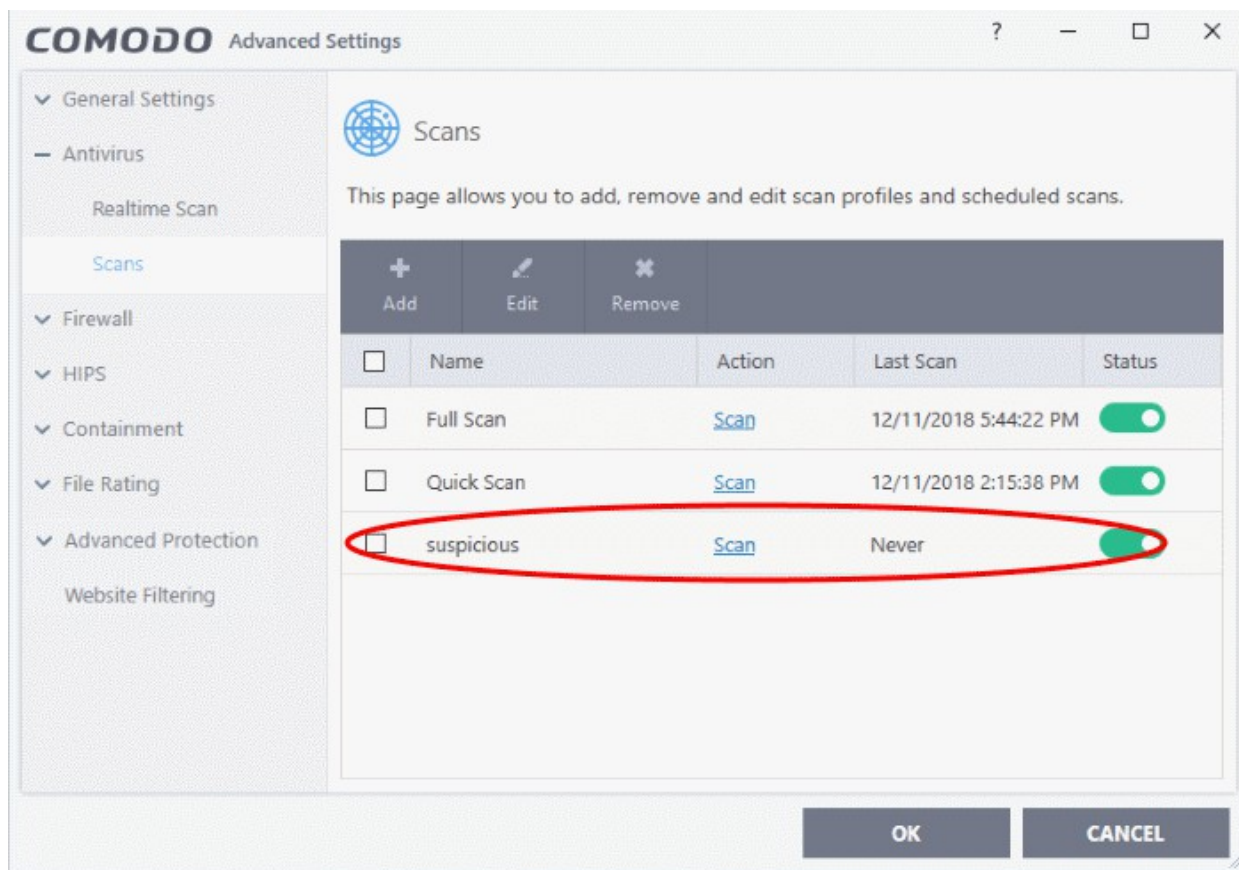 COMODO Advanced Settings
General Settings
Antivirus
Realtime Scan
Scans
Firewall
HIPS
Containment
File Rating
Advanced Protection
Website Filtering
Scans
This page allows you to add, remove and edit scan profiles and scheduled scans.
Add Edit Remove
Name Action Last Scan Status
Full Scan Scan 12/11/2018 5:44:22 PM
Quick Scan Scan 12/11/2018 2:15:38 PM
suspicious Scan Never
OK CANCEL